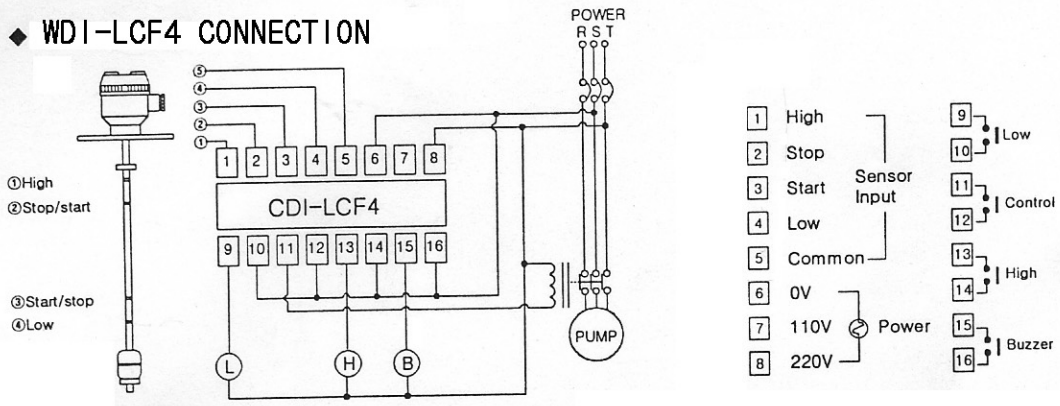 ◆ WDI-LCF4 CONNECTION
POWER
R S T
⑤
④
③
②
①
1 2 3 4 5 6 7 8
CDI-LCF4
9 10 11 12 13 14 15 16
①High
②Stop/start
③Start/stop
④Low
L H B
PUMP
1 High
2 Stop
3 Start
4 Low
5 Common
Sensor
Input
6 0V
7 110V
8 220V
Power
9
10
Low
11
12
Control
13
14
High
15
16
Buzzer